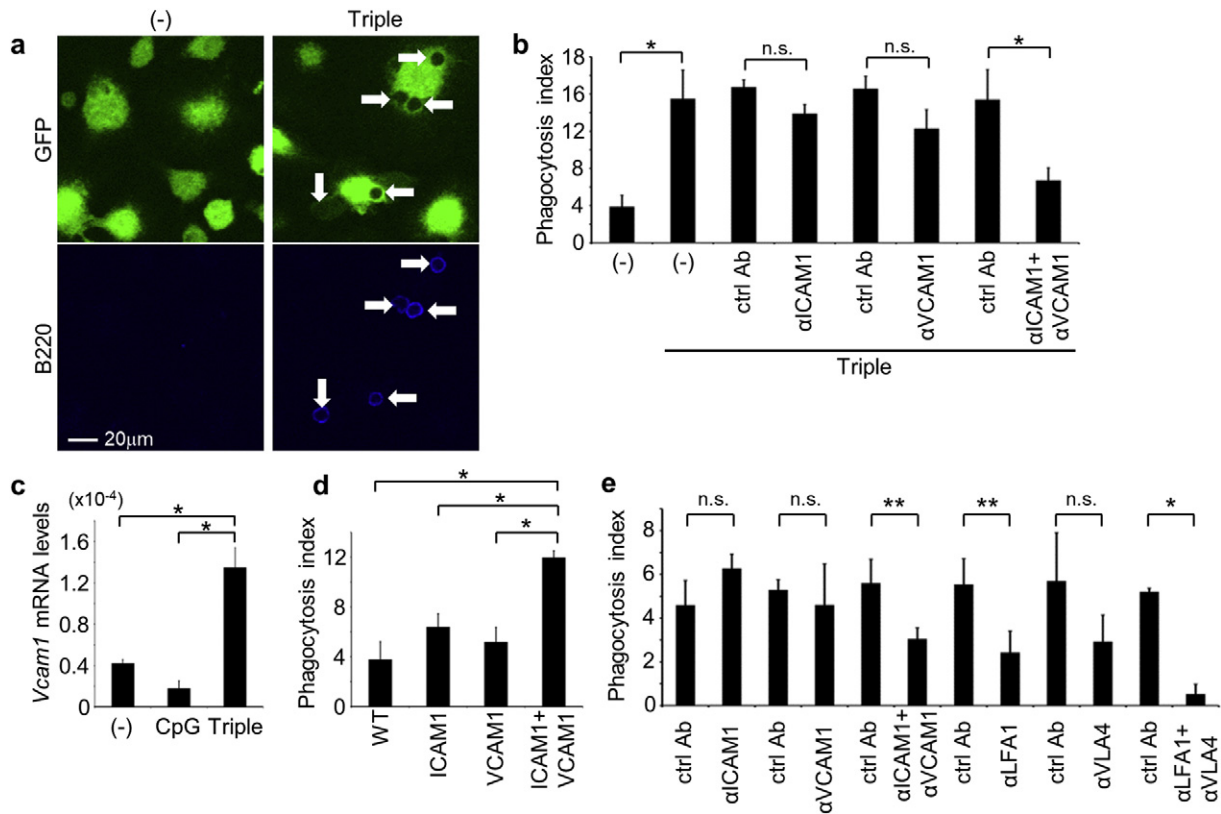 a
(-)
Triple
GFP
B220
20μm
b
Phagocytosis index
18
16
12
8
4
0
*
n.s.
n.s.
*
(-)
(-)
ctrl Ab
αICAM1
ctrl Ab
αVCAM1
ctrl Ab
αICAM1+
αVCAM1
Triple
c
(x10-4)
Vcam1 mRNA levels
1.6
1.2
0.8
0.4
0
*
*
(-)
CpG
Triple
d
Phagocytosis index
12
8
4
0
*
*
*
WT
ICAM1
VCAM1
ICAM1+
VCAM1
e
Phagocytosis index
8
6
4
2
0
n.s.
n.s.
**
**
n.s.
*
ctrl Ab
αICAM1
ctrl Ab
αVCAM1
ctrl Ab
αICAM1+
αVCAM1
ctrl Ab
αLFA1
ctrl Ab
αVLA4
ctrl Ab
αLFA1+
αVLA4